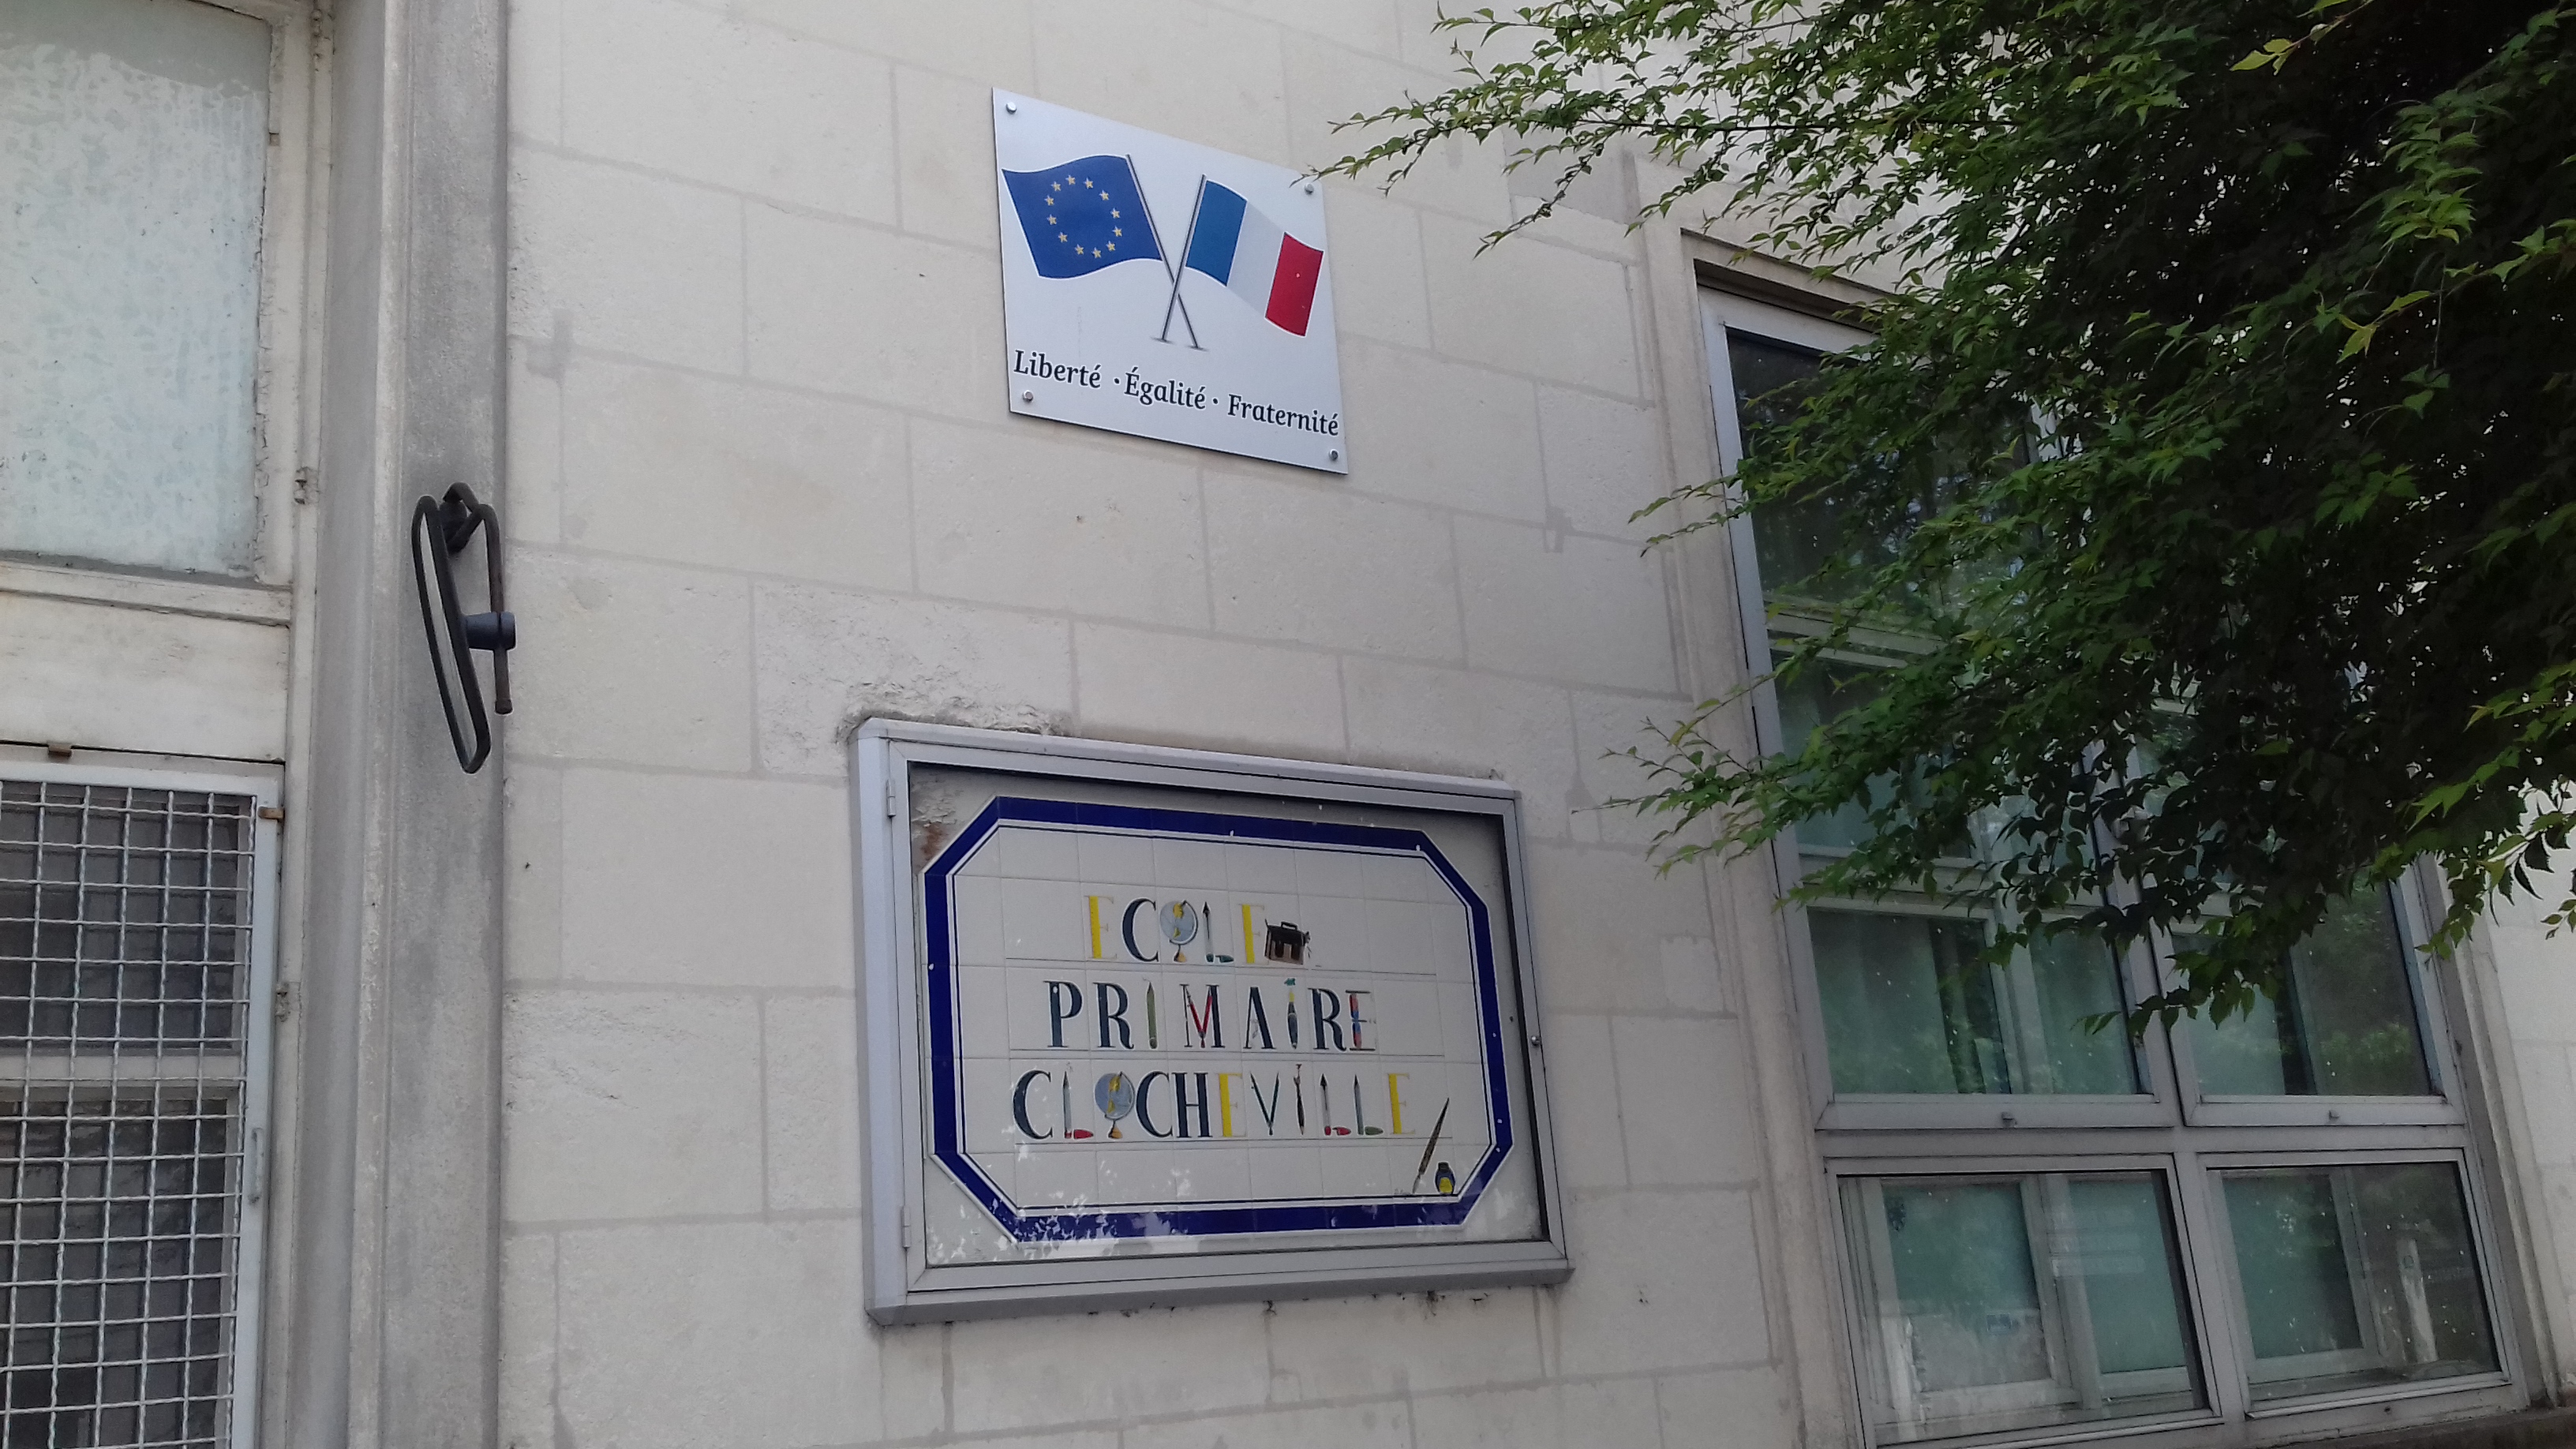 Liberté · Égalité · Fraternité
ECOLE
PRIMAIRE
CLOCHEVILLE